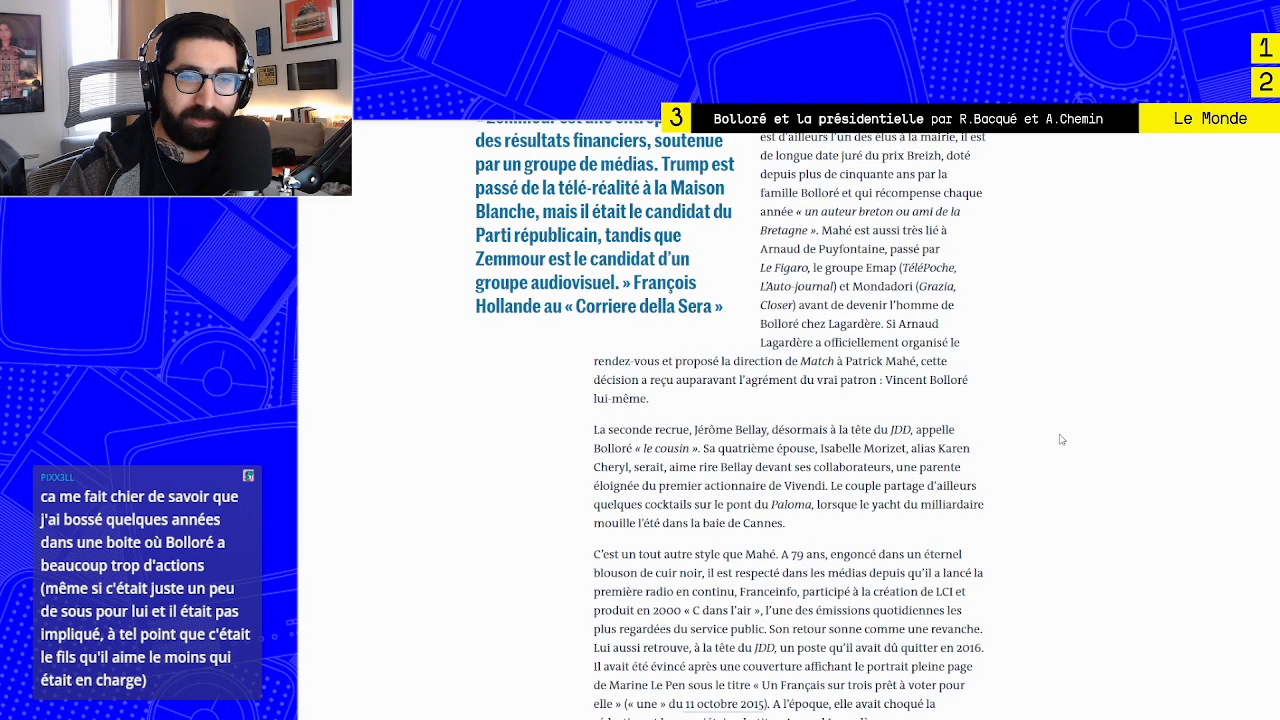 1
2
3 Bolloré et la présidentielle par R.Bacqué et A.Chemin Le Monde
des résultats financiers, soutenue
par un groupe de médias. Trump est
passé de la télé-réalité à la Maison
Blanche, mais il était le candidat du
Parti républicain, tandis que
Zemmour est le candidat d’un
groupe audiovisuel. » François
Hollande au « Corriere della Sera »
est d’ailleurs l’un des élus à la mairie, il est
de longue date juré du prix Breizh, doté
depuis plus de cinquante ans par la
famille Bolloré et qui récompense chaque
année « un auteur breton ou ami de la
Bretagne ». Mahé est aussi très lié à
Arnaud de Puyfontaine, passé par
Le Figaro, le groupe Emap (TéléPoche,
L’Auto-journal) et Mondadori (Grazia,
Closer) avant de devenir l’homme de
Bolloré chez Lagardère. Si Arnaud
Lagardère a officiellement organisé le
rendez-vous et proposé la direction de Match à Patrick Mahé, cette
décision a reçu auparavant l’agrément du vrai patron : Vincent Bolloré
lui-même.
La seconde recrue, Jérôme Bellay, désormais à la tête du JDD, appelle
Bolloré « le cousin ». Sa quatrième épouse, Isabelle Morizet, alias Karen
Cheryl, serait, aime rire Bellay devant ses collaborateurs, une parente
éloignée du premier actionnaire de Vivendi. Le couple partage d’ailleurs
quelques cocktails sur le pont du Paloma, lorsque le yacht du milliardaire
mouille l’été dans la baie de Cannes.
C’est un tout autre style que Mahé. A 79 ans, engoncé dans un éternel
blouson de cuir noir, il est respecté dans les médias depuis qu’il a lancé la
première radio en continu, Franceinfo, participé à la création de LCI et
produit en 2000 « C dans l’air », l’une des émissions quotidiennes les
plus regardées du service public. Son retour sonne comme une revanche.
Lui aussi retrouve, à la tête du JDD, un poste qu’il avait dû quitter en 2016.
Il avait été évincé après une couverture affichant le portrait pleine page
de Marine Le Pen sous le titre « Un Français sur trois prêt à voter pour
elle » (« une » du 11 octobre 2015). A l’époque, elle avait choqué la
PIXX3LL
ca me fait chier de savoir que
j'ai bossé quelques années
dans une boite où Bolloré a
beaucoup trop d'actions
(même si c'était juste un peu
de sous pour lui et il était pas
impliqué, à tel point que c'était
le fils qu'il aime le moins qui
était en charge)